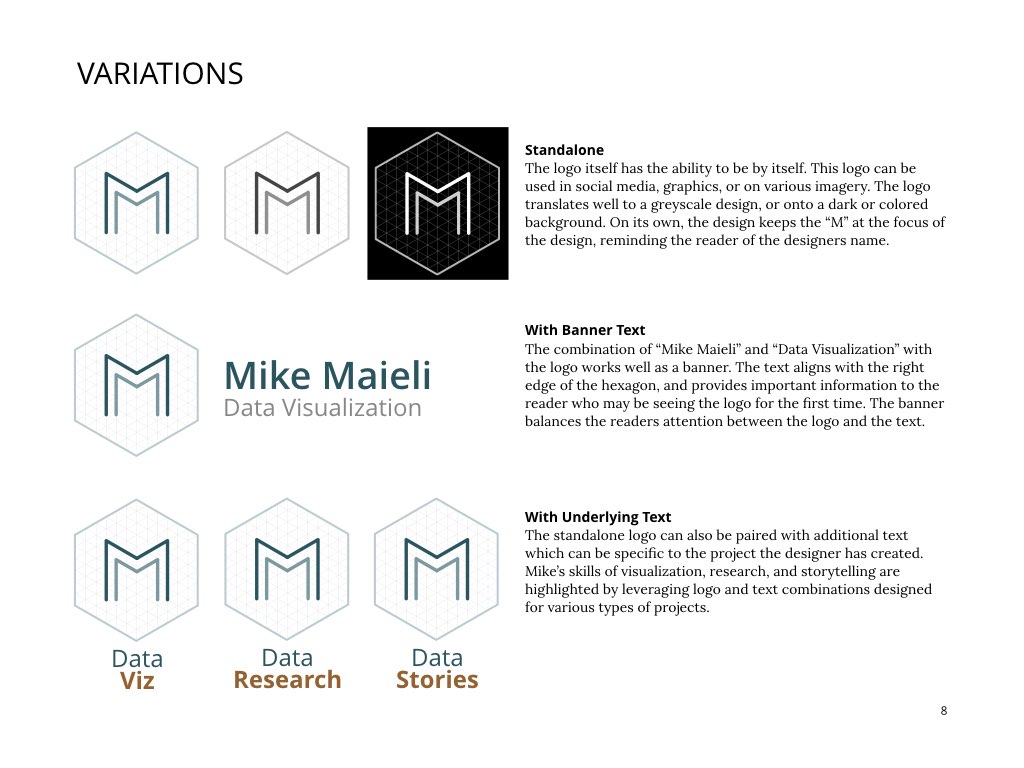 VARIATIONS
Standalone
The logo itself has the ability to be by itself. This logo can be
used in social media, graphics, or on various imagery. The logo
translates well to a greyscale design, or onto a dark or colored
background. On its own, the design keeps the “M” at the focus of
the design, reminding the reader of the designers name.
Mike Maieli
Data Visualization
With Banner Text
The combination of “Mike Maieli” and “Data Visualization” with
the logo works well as a banner. The text aligns with the right
edge of the hexagon, and provides important information to the
reader who may be seeing the logo for the first time. The banner
balances the readers attention between the logo and the text.
Data
Viz
Data
Research
Data
Stories
With Underlying Text
The standalone logo can also be paired with additional text
which can be specific to the project the designer has created.
Mike’s skills of visualization, research, and storytelling are
highlighted by leveraging logo and text combinations designed
for various types of projects.
8